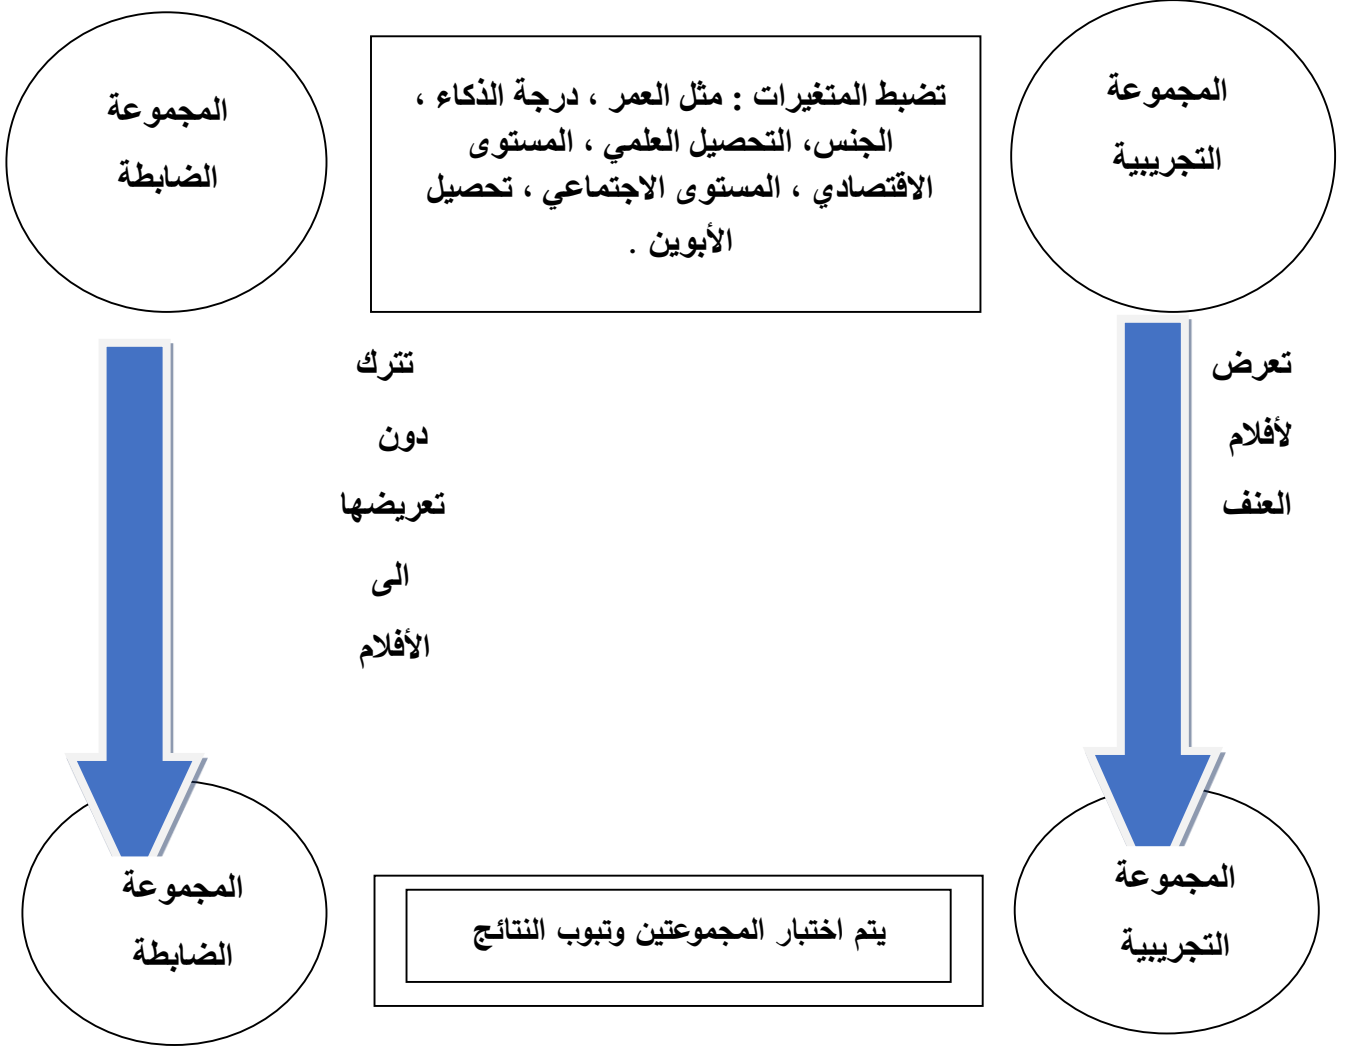 المجموعة
التجريبية
تضبط المتغيرات : مثل العمر ، درجة الذكاء ،
الجنس، التحصيل العلمي ، المستوى
الاقتصادي ، المستوى الاجتماعي ، تحصيل
الأبوين .
المجموعة
الضابطة
تعرض
لأفلام
العنف
تترك
دون
تعريضها
الى
الأفلام
المجموعة
التجريبية
يتم اختبار المجموعتين وتبوب النتائج
المجموعة
الضابطة